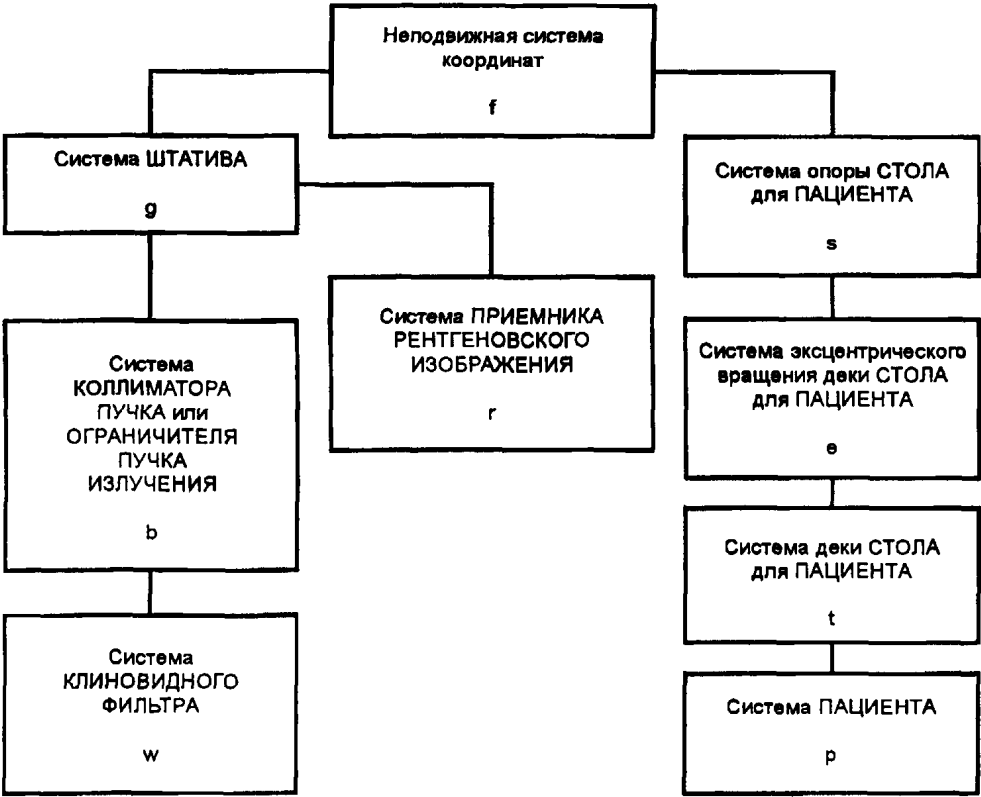 Неподвижная система
координат
f
Система ШТАТИВА
g
Система опоры СТОЛА
для ПАЦИЕНТА
s
Система
КОЛЛИМАТОРА
ПУЧКА или
ОГРАНИЧИТЕЛЯ
ПУЧКА
ИЗЛУЧЕНИЯ
b
Система ПРИЕМНИКА
РЕНТГЕНОВСКОГО
ИЗОБРАЖЕНИЯ
r
Система эксцентрического
вращения деки СТОЛА
для ПАЦИЕНТА
e
Система деки СТОЛА
для ПАЦИЕНТА
t
Система
КЛИНОВИДНОГО
ФИЛЬТРА
w
Система ПАЦИЕНТА
p